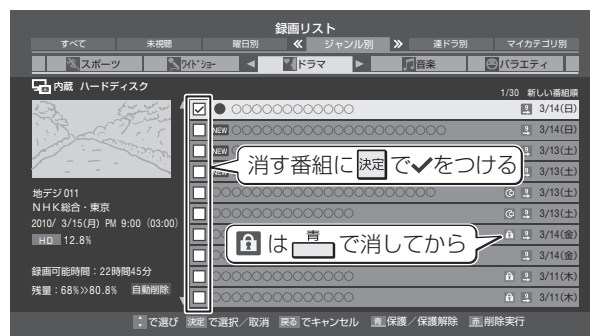 録画リスト
すべて 未視聴 曜日別 ≪ ジャンル別 ≫ 連ドラ別 マイカテゴリ別
スポーツ ワイドショー ◀ ドラマ ▶ 音楽 バラエティ
内蔵 ハードディスク
1/30 新しい番組順
● ○○○○○○○○○○○○ 3/14(日)
NEW ○○○○○○○○○○○○○○○○○○○○○ 3/14(日)
NEW 3/13(土)
3/13(土)
消す番組に 決定 で✓をつける
○○○○○○○○○○○○○○○○○○○○○ 3/13(土)
○○○○○○○○○○○○○ 3/13(土)
3/14(金)
は 青 で消してから
3/14(金)
○○○○○○○○○○○○○ 3/11(木)
○○○○○○○○○○○○○ 3/11(木)
地デジ 011
NHK総合・東京
2010/ 3/15(月) PM 9:00 (03:00)
HD 12.8%
録画可能時間:22時間45分
残量:68%≫80.8% 自動削除
で選び 決定 で選択/取消 戻る でキャンセル 青 保護/保護解除 赤 削除実行